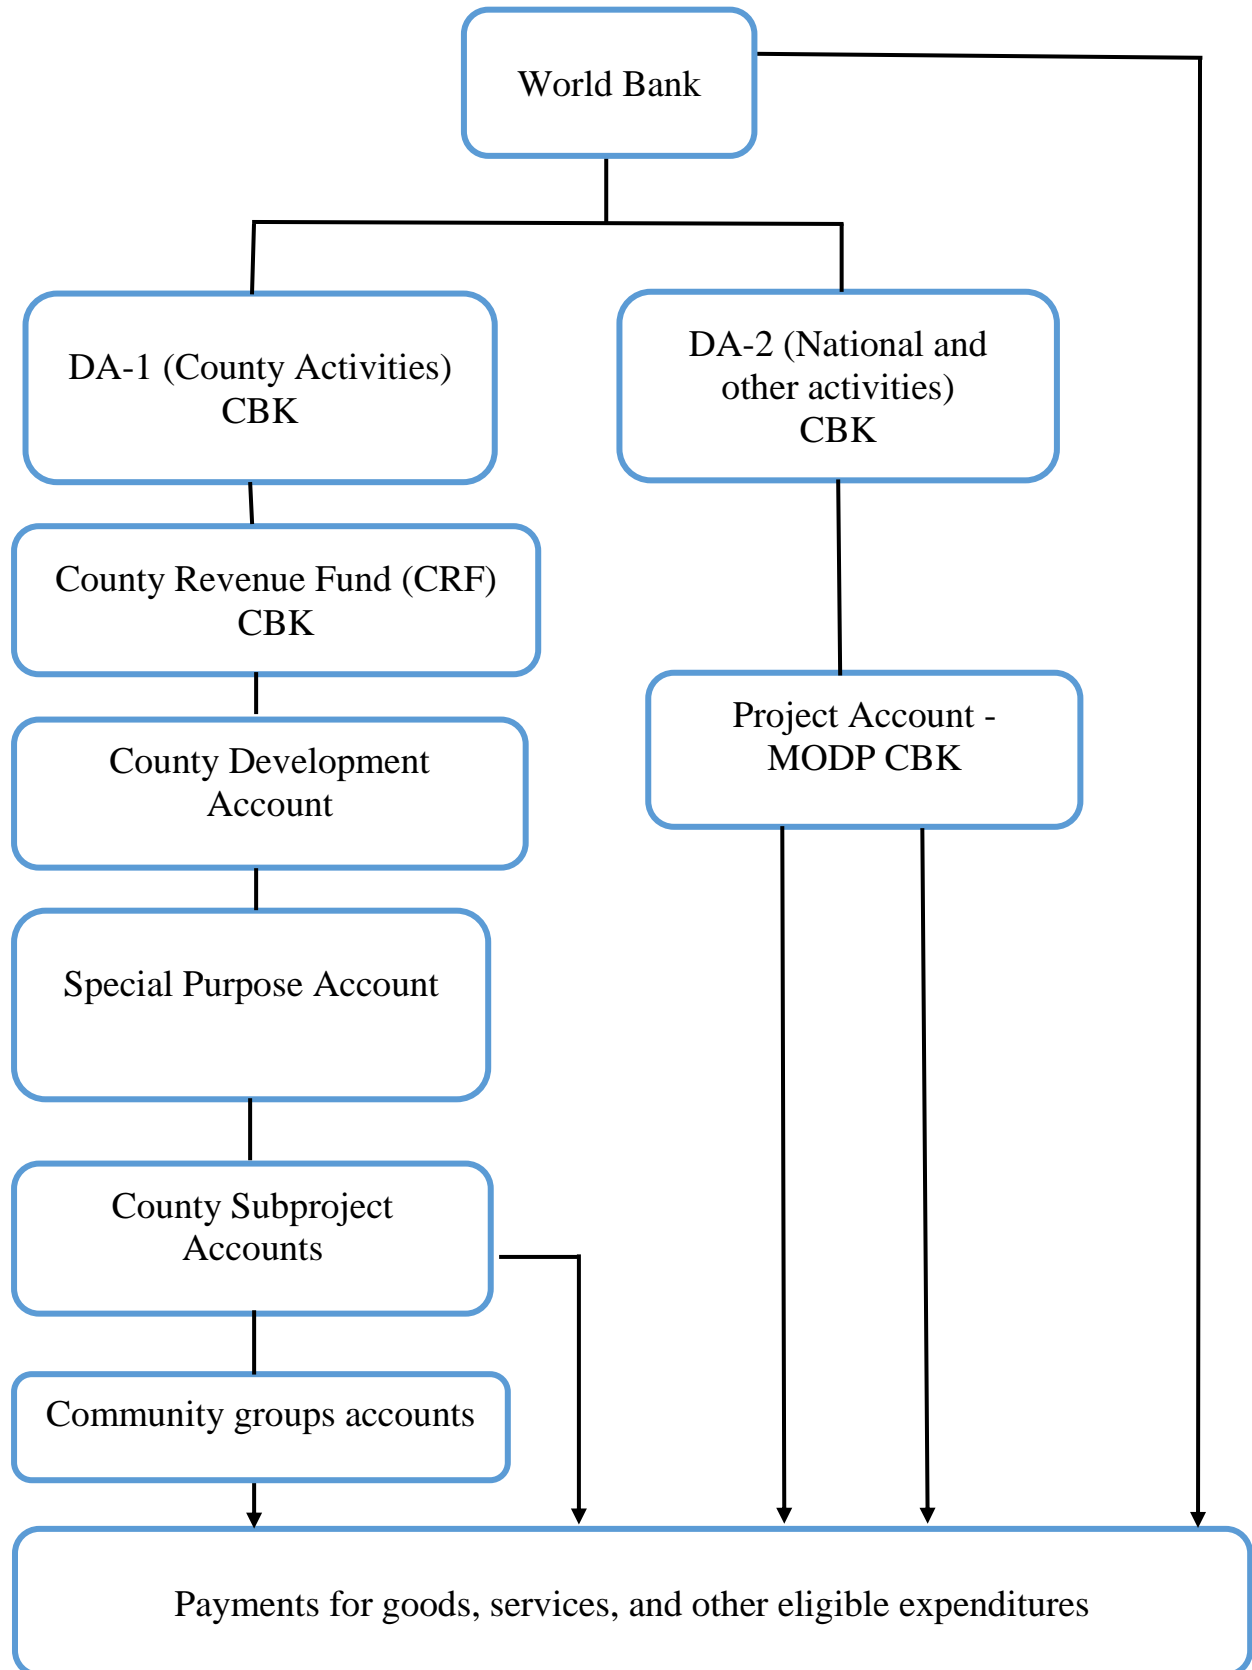 World Bank
DA-1 (County Activities)
CBK
DA-2 (National and
other activities)
CBK
County Revenue Fund (CRF)
CBK
County Development
Account
Project Account -
MODP CBK
Special Purpose Account
County Subproject
Accounts
Community groups accounts
Payments for goods, services, and other eligible expenditures